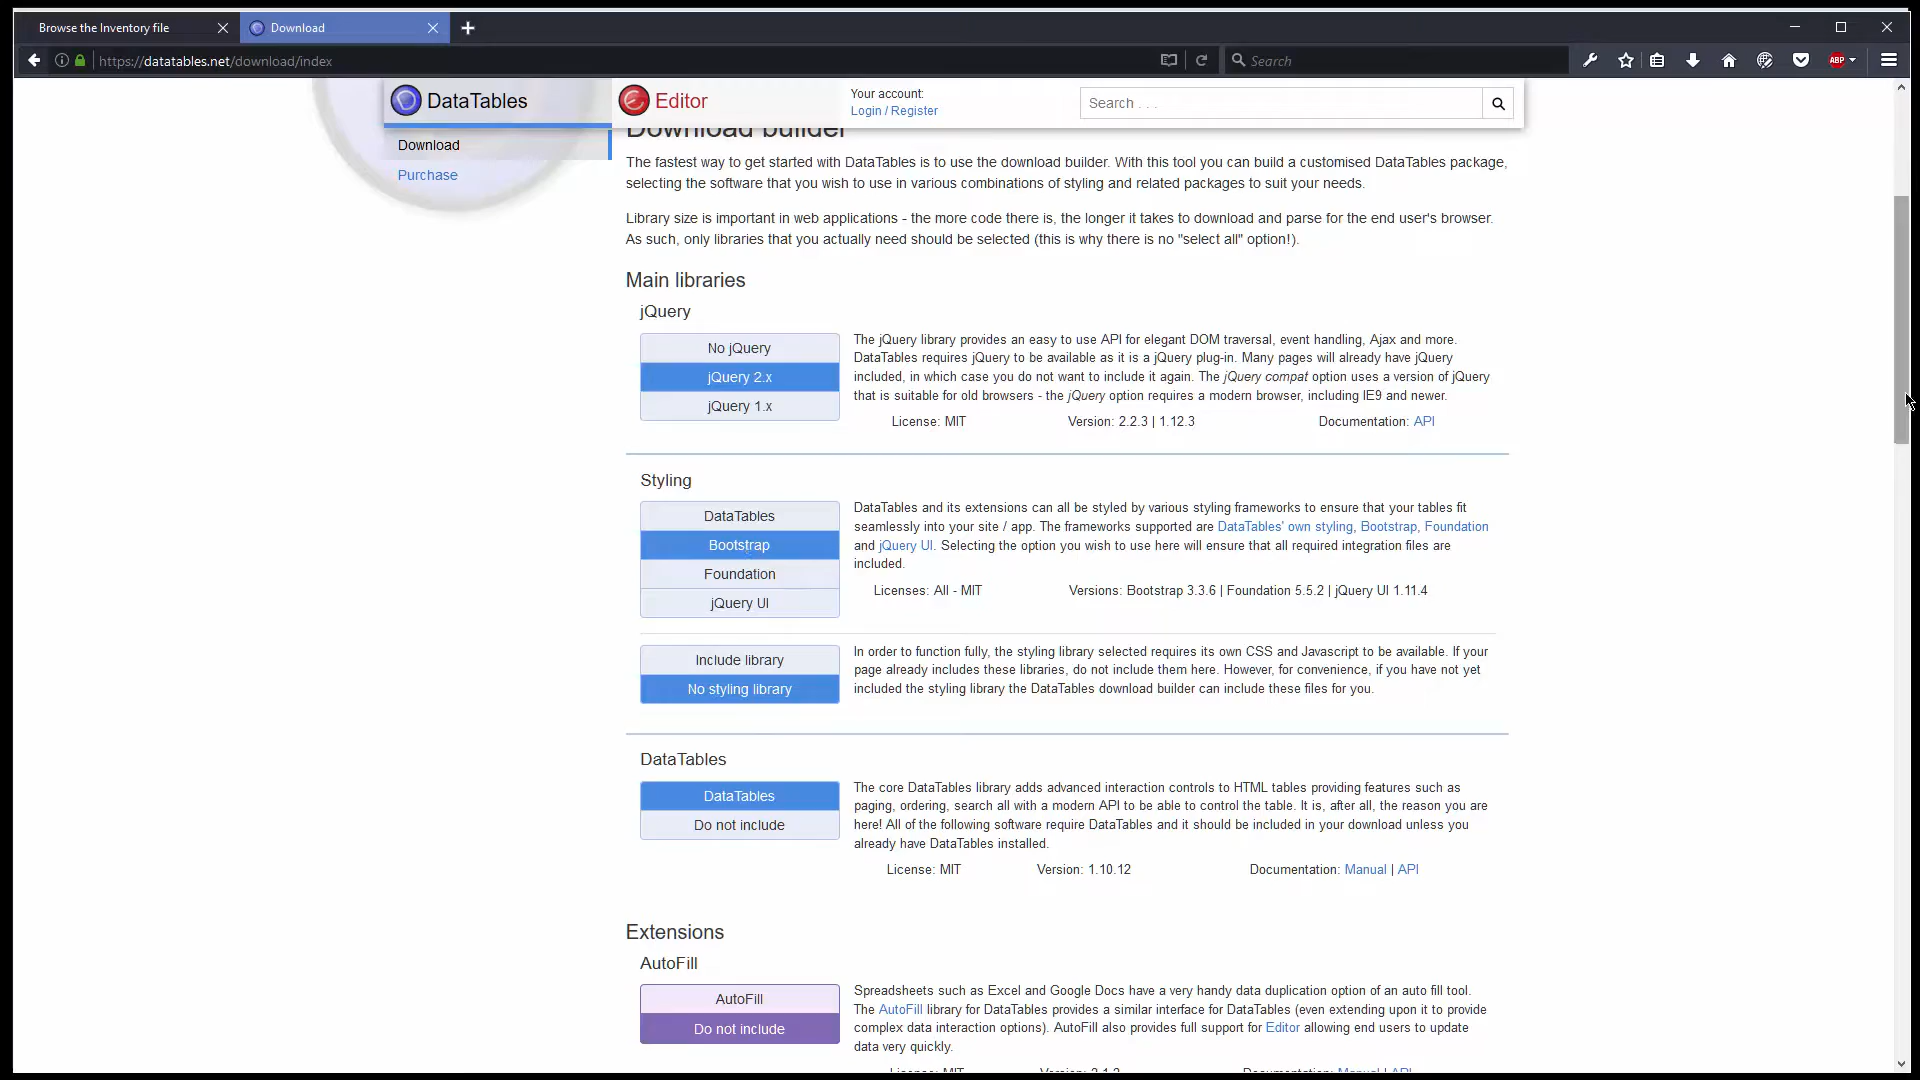 Browse the Inventory file
Download
https://datatables.net/download/index
Search
ABP
DataTables
Editor
Your account:
Login / Register
Search . . .
Download
Purchase
Download builder
The fastest way to get started with DataTables is to use the download builder. With this tool you can build a customised DataTables package,
selecting the software that you wish to use in various combinations of styling and related packages to suit your needs.
Library size is important in web applications - the more code there is, the longer it takes to download and parse for the end user's browser.
As such, only libraries that you actually need should be selected (this is why there is no "select all" option!).
Main libraries
jQuery
No jQuery
jQuery 2.x
jQuery 1.x
The jQuery library provides an easy to use API for elegant DOM traversal, event handling, Ajax and more.
DataTables requires jQuery to be available as it is a jQuery plug-in. Many pages will already have jQuery
included, in which case you do not want to include it again. The jQuery compat option uses a version of jQuery
that is suitable for old browsers - the jQuery option requires a modern browser, including IE9 and newer.
License: MIT Version: 2.2.3 | 1.12.3 Documentation: API
Styling
DataTables
Bootstrap
Foundation
jQuery UI
DataTables and its extensions can all be styled by various styling frameworks to ensure that your tables fit
seamlessly into your site / app. The frameworks supported are DataTables' own styling, Bootstrap, Foundation
and jQuery UI. Selecting the option you wish to use here will ensure that all required integration files are
included.
Licenses: All - MIT Versions: Bootstrap 3.3.6 | Foundation 5.5.2 | jQuery UI 1.11.4
Include library
No styling library
In order to function fully, the styling library selected requires its own CSS and Javascript to be available. If your
page already includes these libraries, do not include them here. However, for convenience, if you have not yet
included the styling library the DataTables download builder can include these files for you.
DataTables
DataTables
Do not include
The core DataTables library adds advanced interaction controls to HTML tables providing features such as
paging, ordering, search all with a modern API to be able to control the table. It is, after all, the reason you are
here! All of the following software require DataTables and it should be included in your download unless you
already have DataTables installed.
License: MIT Version: 1.10.12 Documentation: Manual | API
Extensions
AutoFill
AutoFill
Do not include
Spreadsheets such as Excel and Google Docs have a very handy data duplication option of an auto fill tool.
The AutoFill library for DataTables provides a similar interface for DataTables (even extending upon it to provide
complex data interaction options). AutoFill also provides full support for Editor allowing end users to update
data very quickly.
License: MIT Version: 2.1.2 Documentation: Manual | API